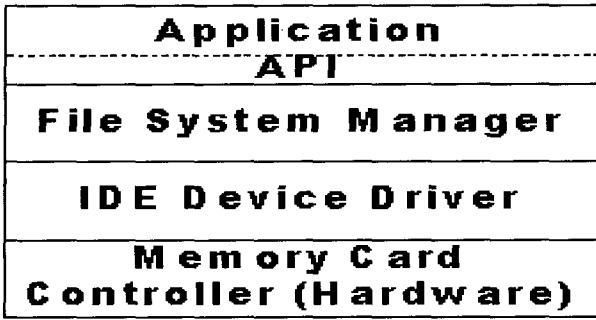 Application
API
File System Manager
IDE Device Driver
Memory Card
Controller (Hardware)